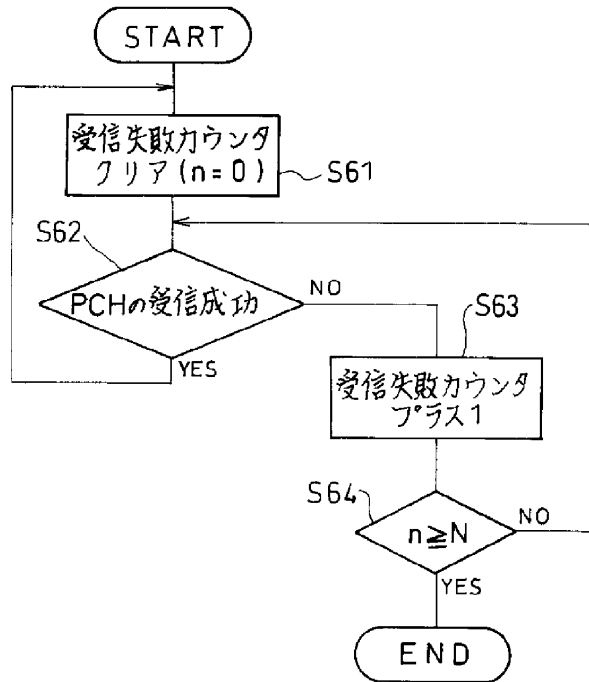 START
受信失敗カウンタ
クリア(n=0)
S61
S62
PCHの受信成功
NO
YES
S63
受信失敗カウンタ
プラス1
S64
n≧N
NO
YES
END